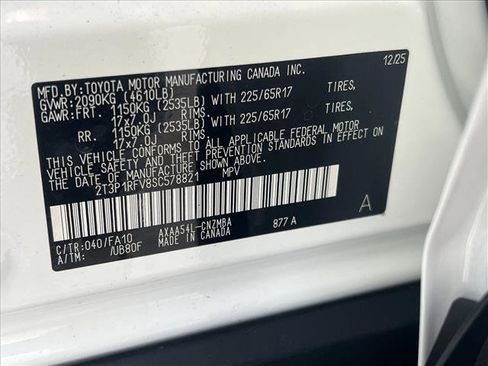 MFD.BY:TOYOTA MOTOR MANUFACTURING CANADA INC. 12/25
GVWR:2090KG (4610LB)
GAWR:FRT. 1150KG (2535LB) WITH 225/65R17 TIRES,
17x7.0J RIMS.
RR. 1150KG (2535LB) WITH 225/65R17 TIRES,
17x7.0J RIMS.
THIS VEHICLE CONFORMS TO ALL APPLICABLE FEDERAL MOTOR
VEHICLE SAFETY AND THEFT PREVENTION STANDARDS IN EFFECT ON
THE DATE OF MANUFACTURE SHOWN ABOVE.
2T3P1RFV8SC578821 MPV
A
C/TR:040/FA10 AXAA54L-CNZMBA 877 A
A/TM: /UB80F MADE IN CANADA